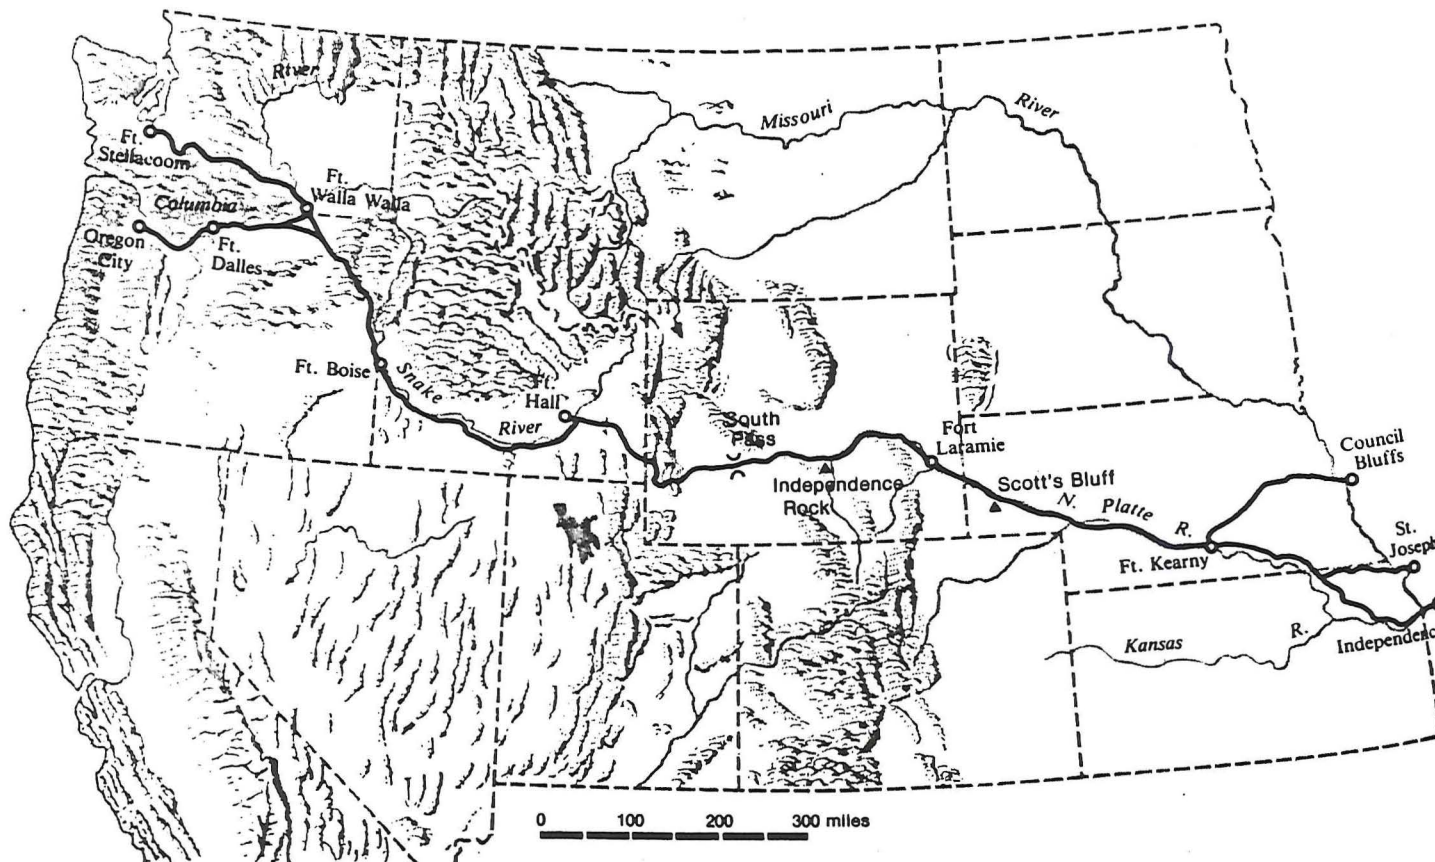 River
Missouri
River
Ft.
Steilacoom
Ft.
Walla Walla
Columbia
Oregon
City
Ft.
Dalles
Ft. Boise
Snake
River
Ft.
Hall
South
Pass
Fort
Laramie
Independence
Rock
Scott's Bluff
N. Platte R.
Council
Bluffs
St.
Joseph
Ft. Kearny
Kansas R.
Independenc
0 100 200 300 miles